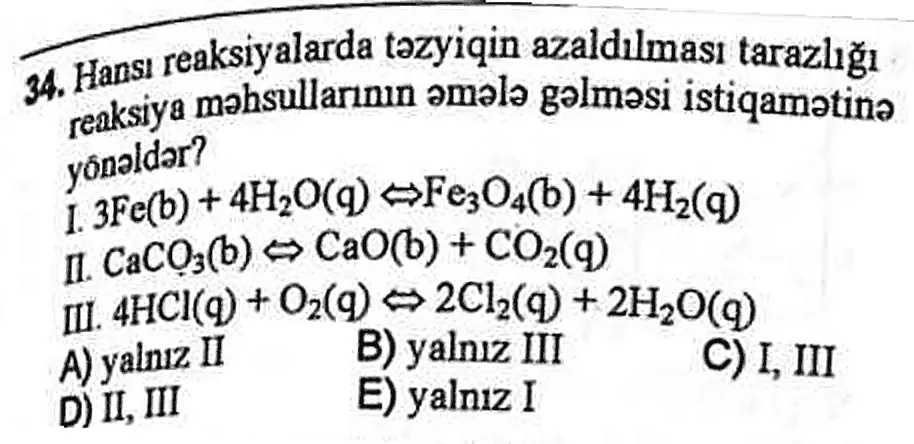 34. Hansı reaksiyalarda təzyiqin azaldılması tarazlığı
reaksiya məhsullarının əmələ gəlməsi istiqamətinə
yönəldər?
I. 3Fe(b) + 4H₂O(q) ⇔Fe₃O₄(b) + 4H₂(q)
II. CaCO₃(b) ⇔ CaO(b) + CO₂(q)
III. 4HCl(q) + O₂(q) ⇔ 2Cl₂(q) + 2H₂O(q)
A) yalnız II B) yalnız III C) I, III
D) II, III E) yalnız I